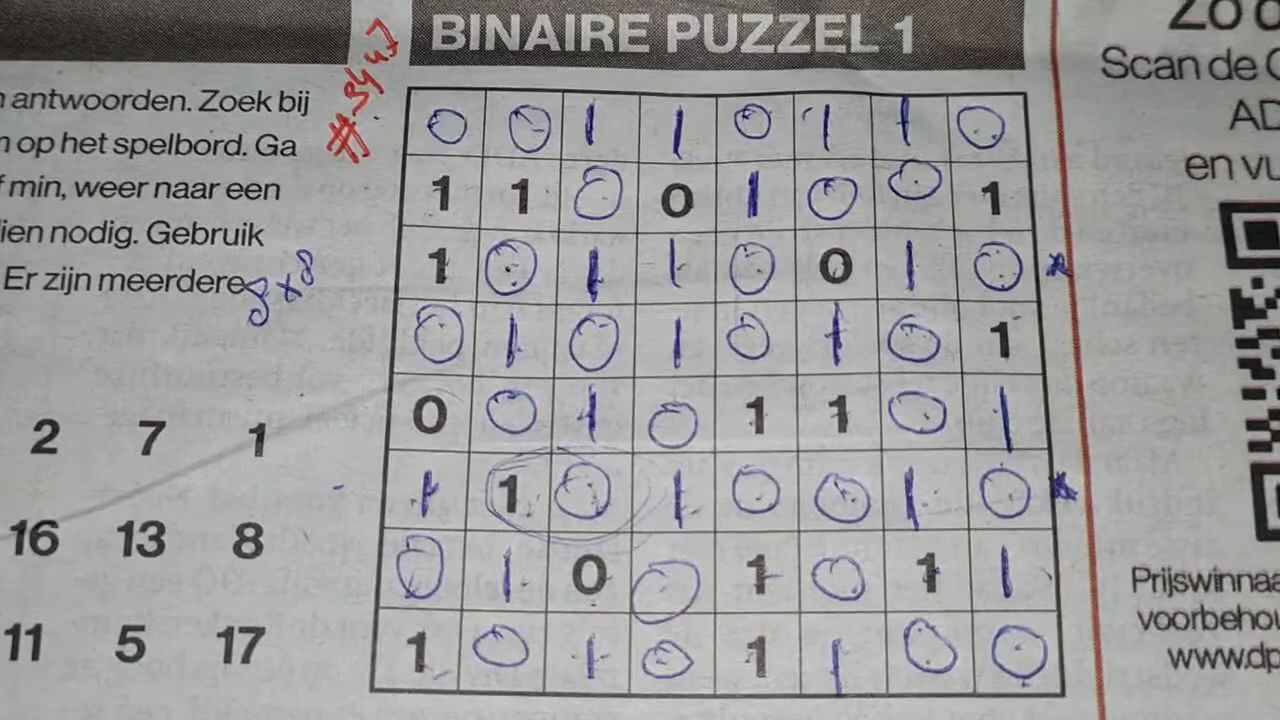 BINAIRE PUZZEL 1
antwoorden. Zoek bij
op het spelbord. Ga
min, weer naar een
nodig. Gebruik
Er zijn meerdere
8x8
0 0 1 1 0 1 1 0
1 1 0 0 1 0 0 1
1 0 1 1 0 0 1 0
0 1 0 1 0 1 0 1
0 0 1 0 1 1 0 1
1 1 0 1 0 0 1 0
0 1 0 0 1 0 1 1
1 0 1 0 1 1 0 0
2 7 1
16 13 8
11 5 17
Scan de
en
Prijswinna
voorbehou
www.dp